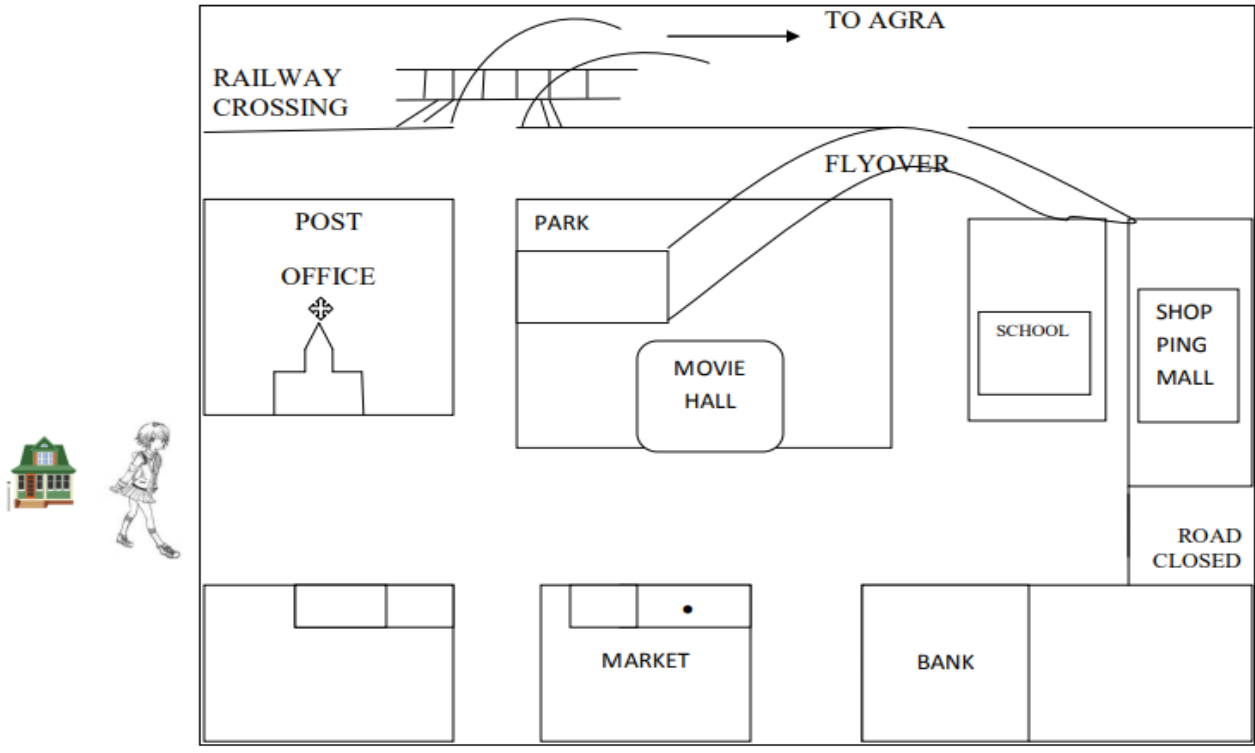 TO AGRA
RAILWAY
CROSSING
FLYOVER
POST
OFFICE
PARK
MOVIE
HALL
SCHOOL
SHOP
PING
MALL
ROAD
CLOSED
MARKET
BANK